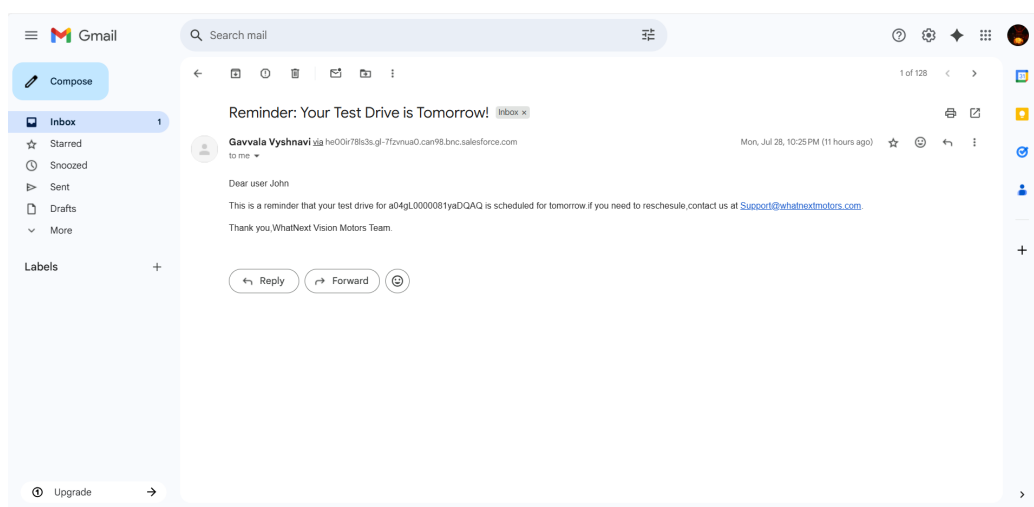 Gmail
Search mail
Compose
1 of 128
Inbox 1
Starred
Snoozed
Sent
Drafts
More
Labels
Upgrade
Reminder: Your Test Drive is Tomorrow! Inbox ×
Gavvala Vyshnavi via he00ir78ls3s.gl-7fzvnua0.can98.bnc.salesforce.com Mon, Jul 28, 10:25 PM (11 hours ago)
to me
Dear user John
This is a reminder that your test drive for a04gL0000081yaDQAQ is scheduled for tomorrow.if you need to reschesule,contact us at Support@whatnextmotors.com.
Thank you,WhatNext Vision Motors Team.
Reply Forward